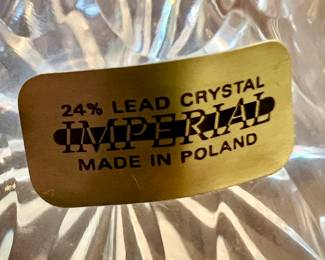 24% LEAD CRYSTAL
IMPERIAL
MADE IN POLAND